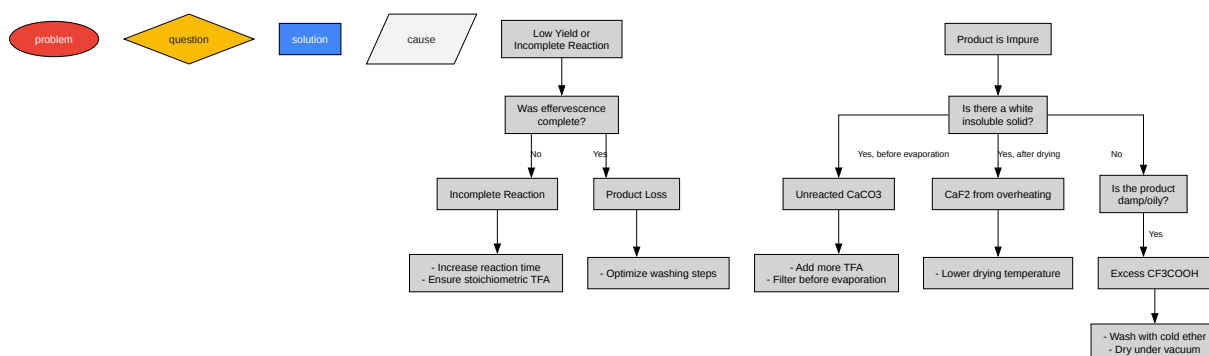 problem
question
solution
cause
Low Yield or
Incomplete Reaction
Was effervescence
complete?
No
Yes
Incomplete Reaction
Product Loss
- Increase reaction time
- Ensure stoichiometric TFA
- Optimize washing steps
Product is Impure
Is there a white
insoluble solid?
Yes, before evaporation
Yes, after drying
No
Unreacted CaCO3
CaF2 from overheating
Is the product
damp/oily?
Yes
- Add more TFA
- Filter before evaporation
- Lower drying temperature
Excess CF3COOH
- Wash with cold ether
- Dry under vacuum